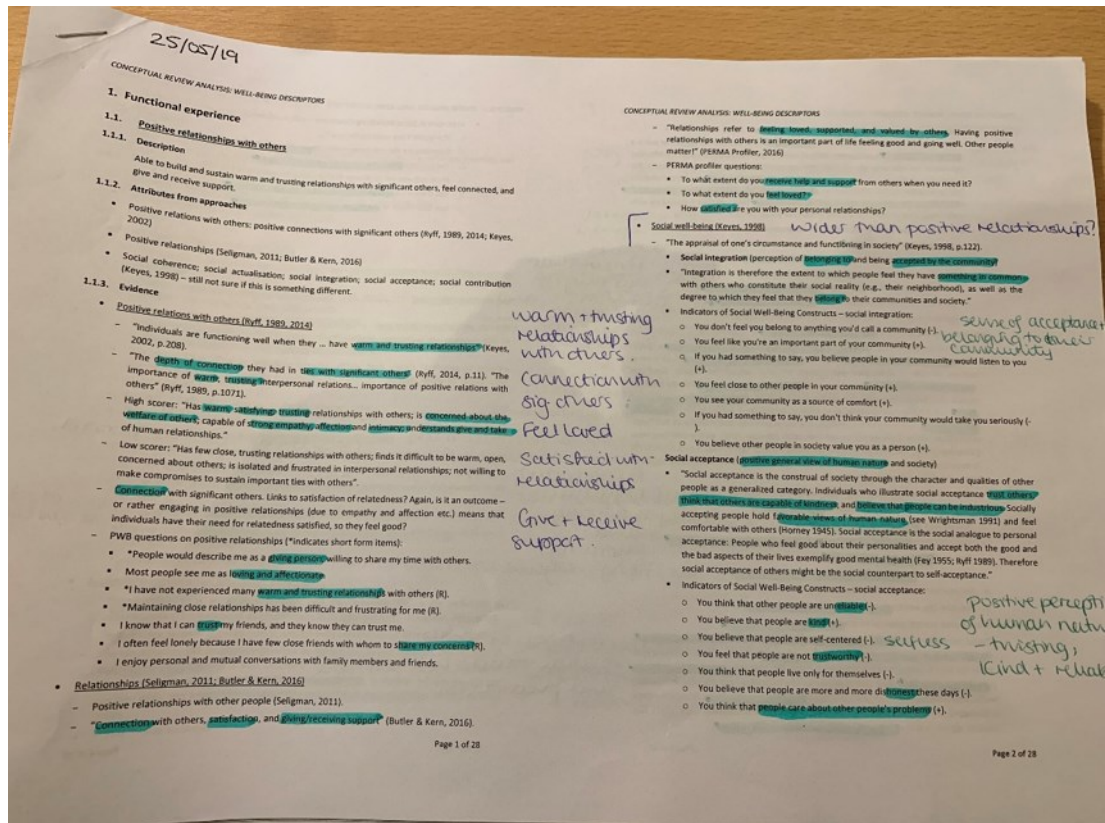 25/05/19
CONCEPTUAL REVIEW ANALYSIS: WELL-BEING DESCRIPTORS
1. Functional experience
1.1. Positive relationships with others
1.1.1. Description
Able to build and sustain warm and trusting relationships with significant others, feel connected, and
give and receive support.
1.1.2. Attributes from approaches
• Positive relations with others: positive connections with significant others (Ryff, 1989, 2014; Keyes,
2002)
• Positive relationships (Seligman, 2011; Butler & Kern, 2016)
• Social coherence; social actualisation; social integration; social acceptance; social contribution
(Keyes, 1998) – still not sure if this is something different.
1.1.3. Evidence
• Positive relations with others (Ryff, 1989, 2014)
– "Individuals are functioning well when they ... have warm and trusting relationships" (Keyes,
2002, p.208).
– "The depth of connection they had in ties with significant others" (Ryff, 2014, p.11). "The
importance of warm, trusting interpersonal relations... importance of positive relations with
others" (Ryff, 1989, p.1071).
– High scorer: "Has warm, satisfying, trusting relationships with others; is concerned about the
welfare of others; capable of strong empathy, affection and intimacy; understands give and take
of human relationships."
– Low scorer: "Has few close, trusting relationships with others; finds it difficult to be warm, open,
concerned about others; is isolated and frustrated in interpersonal relationships; not willing to
make compromises to sustain important ties with others".
– Connection with significant others. Links to satisfaction of relatedness? Again, is it an outcome –
or rather engaging in positive relations (due to empathy and affection etc.) means that
individuals have their need for relatedness satisfied, so they feel good?
– PWB questions on positive relationships (*indicates short form items):
▪ *People would describe me as a giving person, willing to share my time with others.
▪ Most people see me as loving and affectionate.
▪ *I have not experienced many warm and trusting relationships with others (R).
▪ *Maintaining close relationships has been difficult and frustrating for me (R).
▪ I know that I can trust my friends, and they know they can trust me.
▪ I often feel lonely because I have few close friends with whom to share my concerns (R).
▪ I enjoy personal and mutual conversations with family members and friends.
• Relationships (Seligman, 2011; Butler & Kern, 2016)
– Positive relationships with other people (Seligman, 2011).
– "Connection with others, satisfaction, and giving/receiving support" (Butler & Kern, 2016).
Page 1 of 28
warm + trusting
relationships
with others.
Connection with
sig others
Feel loved
Satisfied with
relationships
Give + receive
support.
CONCEPTUAL REVIEW ANALYSIS: WELL-BEING DESCRIPTORS
– "Relationships refer to feeling loved, supported, and valued by others. Having positive
relationships with others is an important part of life feeling good and going well. Other people
matter!" (PERMA Profiler, 2016)
– PERMA profiler questions:
▪ To what extent do you receive help and support from others when you need it?
▪ To what extent do you feel loved?
▪ How satisfied are you with your personal relationships?
• Social well-being (Keyes, 1998) wider than positive relationships?
– "The appraisal of one's circumstance and functioning in society" (Keyes, 1998, p.122).
▪ Social integration (perception of belonging to and being accepted by the community)
▪ "Integration is therefore the extent to which people feel they have something in common
with others who constitute their social reality (e.g., their neighborhood), as well as the
degree to which they feel that they belong to their communities and society."
▪ Indicators of Social Well-Being Constructs – social integration:
o You don't feel you belong to anything you'd call a community (-).
o You feel like you're an important part of your community (+).
o If you had something to say, you believe people in your community would listen to you
(+).
o You feel close to other people in your community (+).
o You see your community as a source of comfort (+).
o If you had something to say, you don't think your community would take you seriously (-
).
o You believe other people in society value you as a person (+).
sense of acceptance +
belonging to their
community
Social acceptance (positive general view of human nature and society)
▪ "Social acceptance is the construal of society through the character and qualities of other
people as a generalized category. Individuals who illustrate social acceptance trust others,
think that others are capable of kindness, and believe that people can be industrious. Socially
accepting people hold favorable views of human nature (see Wrightsman 1991) and feel
comfortable with others (Horney 1945). Social acceptance is the social analogue to personal
acceptance: People who feel good about their personalities and accept both the good and
the bad aspects of their lives exemplify good mental health (Fey 1955; Ryff 1989). Therefore
social acceptance of others might be the social counterpart to self-acceptance."
▪ Indicators of Social Well-Being Constructs – social acceptance:
o You think that other people are unreliable (-).
o You believe that people are kind (+).
o You believe that people are self-centered (-). selfless
o You feel that people are not trustworthy (-).
o You think that people live only for themselves (-).
o You believe that people are more and more dishonest these days (-).
o You think that people care about other people's problems (+).
positive percepti
of human natu
– trusting,
kind + reliab
Page 2 of 28